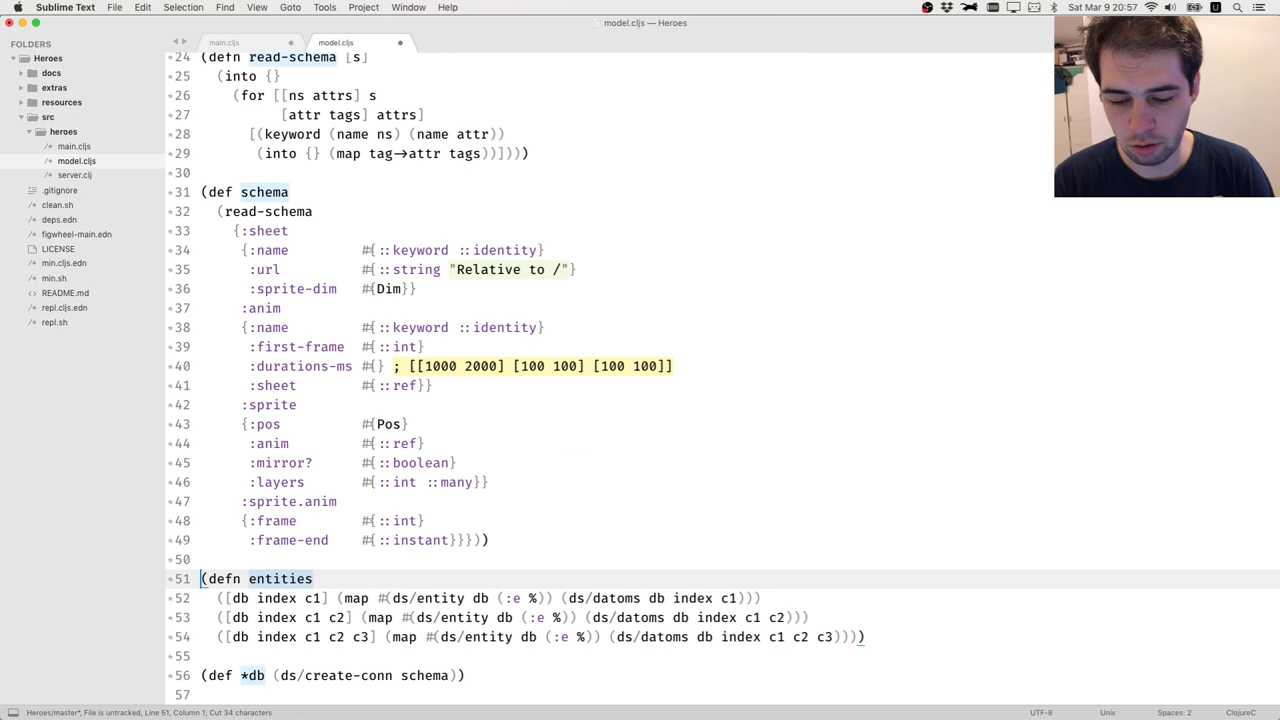 Sublime Text File Edit Selection Find View Goto Tools Project Window Help Sat Mar 9 20:57
model.cljs — Heroes
FOLDERS
Heroes
docs
extras
resources
src
heroes
main.cljs
model.cljs
server.clj
.gitignore
clean.sh
deps.edn
figwheel-main.edn
LICENSE
min.cljs.edn
min.sh
README.md
repl.cljs.edn
repl.sh
main.cljs model.cljs
24 (defn read-schema [s]
25 (into {}
26 (for [[ns attrs] s
27 [attr tags] attrs]
28 [(keyword (name ns) (name attr))
29 (into {} (map tag->attr tags))])))
30
31 (def schema
32 (read-schema
33 {:sheet
34 {:name #{::keyword ::identity}
35 :url #{::string "Relative to /"}
36 :sprite-dim #{Dim}}
37 :anim
38 {:name #{::keyword ::identity}
39 :first-frame #{::int}
40 :durations-ms #{} ; [[1000 2000] [100 100] [100 100]]
41 :sheet #{::ref}}
42 :sprite
43 {:pos #{Pos}
44 :anim #{::ref}
45 :mirror? #{::boolean}
46 :layers #{::int ::many}}
47 :sprite.anim
48 {:frame #{::int}
49 :frame-end #{::instant}}}))
50
51 (defn entities
52 ([db index c1] (map #(ds/entity db (:e %)) (ds/datoms db index c1)))
53 ([db index c1 c2] (map #(ds/entity db (:e %)) (ds/datoms db index c1 c2)))
54 ([db index c1 c2 c3] (map #(ds/entity db (:e %)) (ds/datoms db index c1 c2 c3))))
55
56 (def *db (ds/create-conn schema))
57
Heroes/master*, File is untracked, Line 51, Column 1; Cut 34 characters UTF-8 Unix Spaces: 2 ClojureC